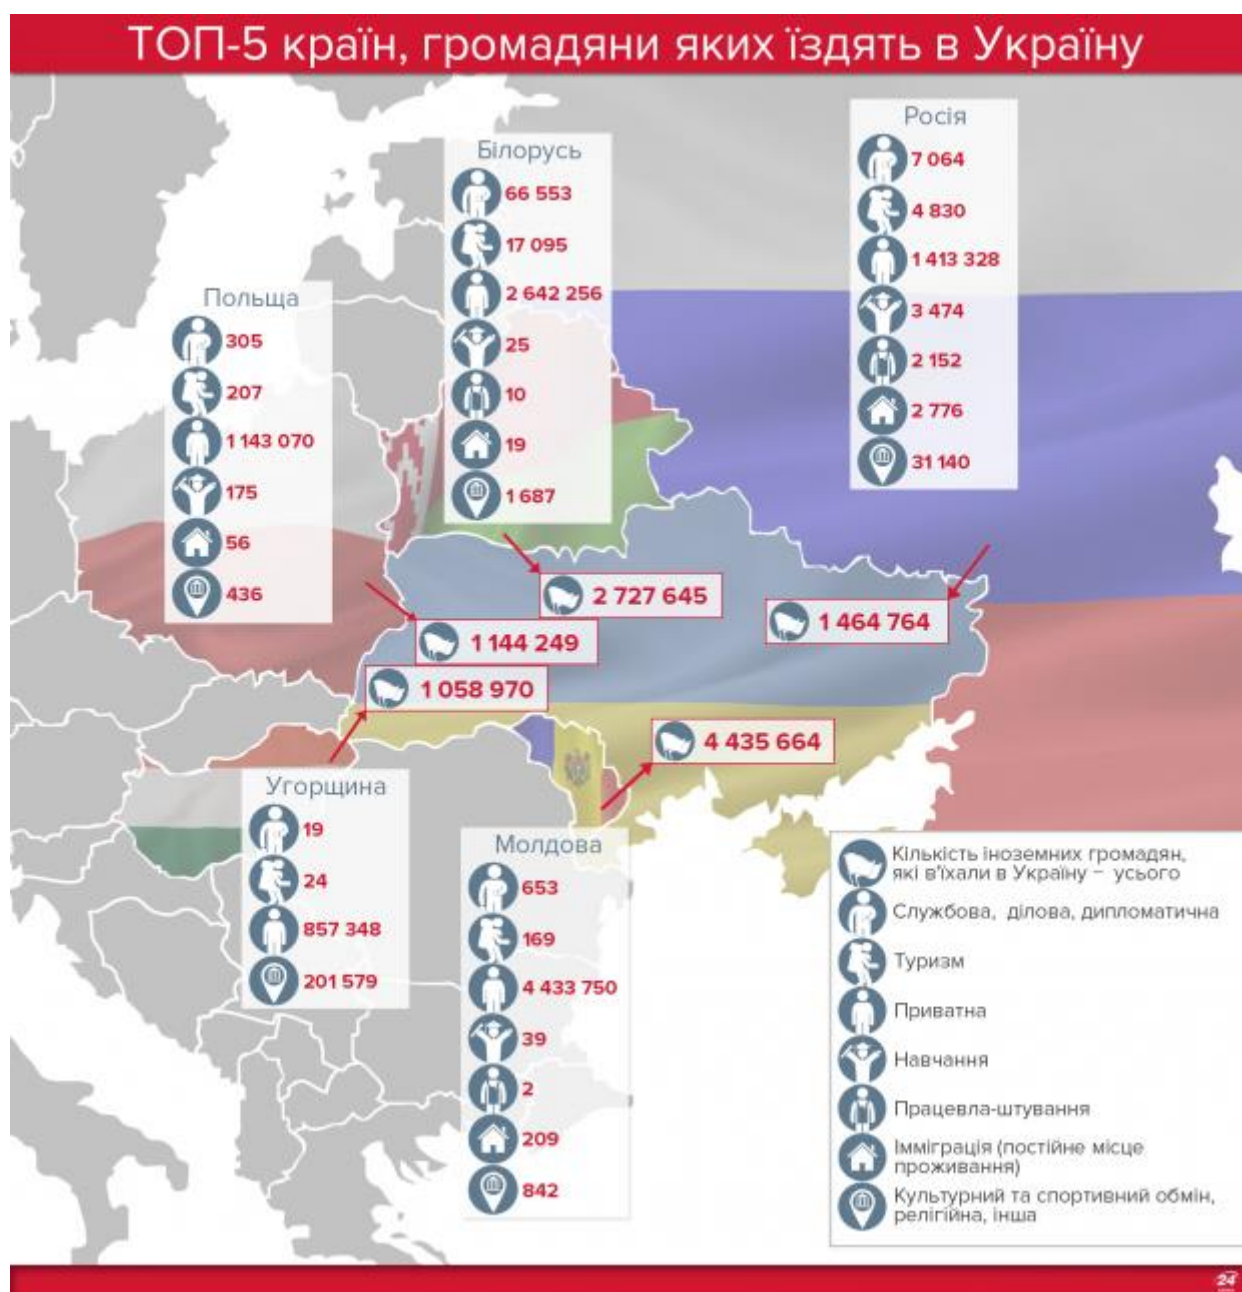 ТОП-5 країн, громадяни яких їздять в Україну
Росія
7 064
4 830
1 413 328
3 474
2 152
2 776
31 140
Білорусь
66 553
17 095
2 642 256
25
10
19
1 687
Польща
305
207
1 143 070
175
56
436
2 727 645
1 464 764
1 144 249
1 058 970
4 435 664
Угорщина
19
24
857 348
201 579
Молдова
653
169
4 433 750
39
2
209
842
Кількість іноземних громадян,
які в'їхали в Україну – усього
Службова, ділова, дипломатична
Туризм
Приватна
Навчання
Працевла-штування
Імміграція (постійне місце
проживання)
Культурний та спортивний обмін,
релігійна, інша
24